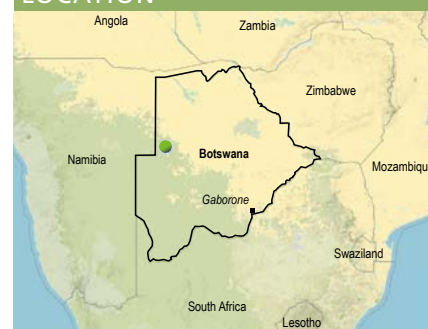 LOCATION
Angola
Zambia
Zimbabwe
Namibia
Botswana
Mozambiqu
Gaborone
Swaziland
South Africa
Lesotho